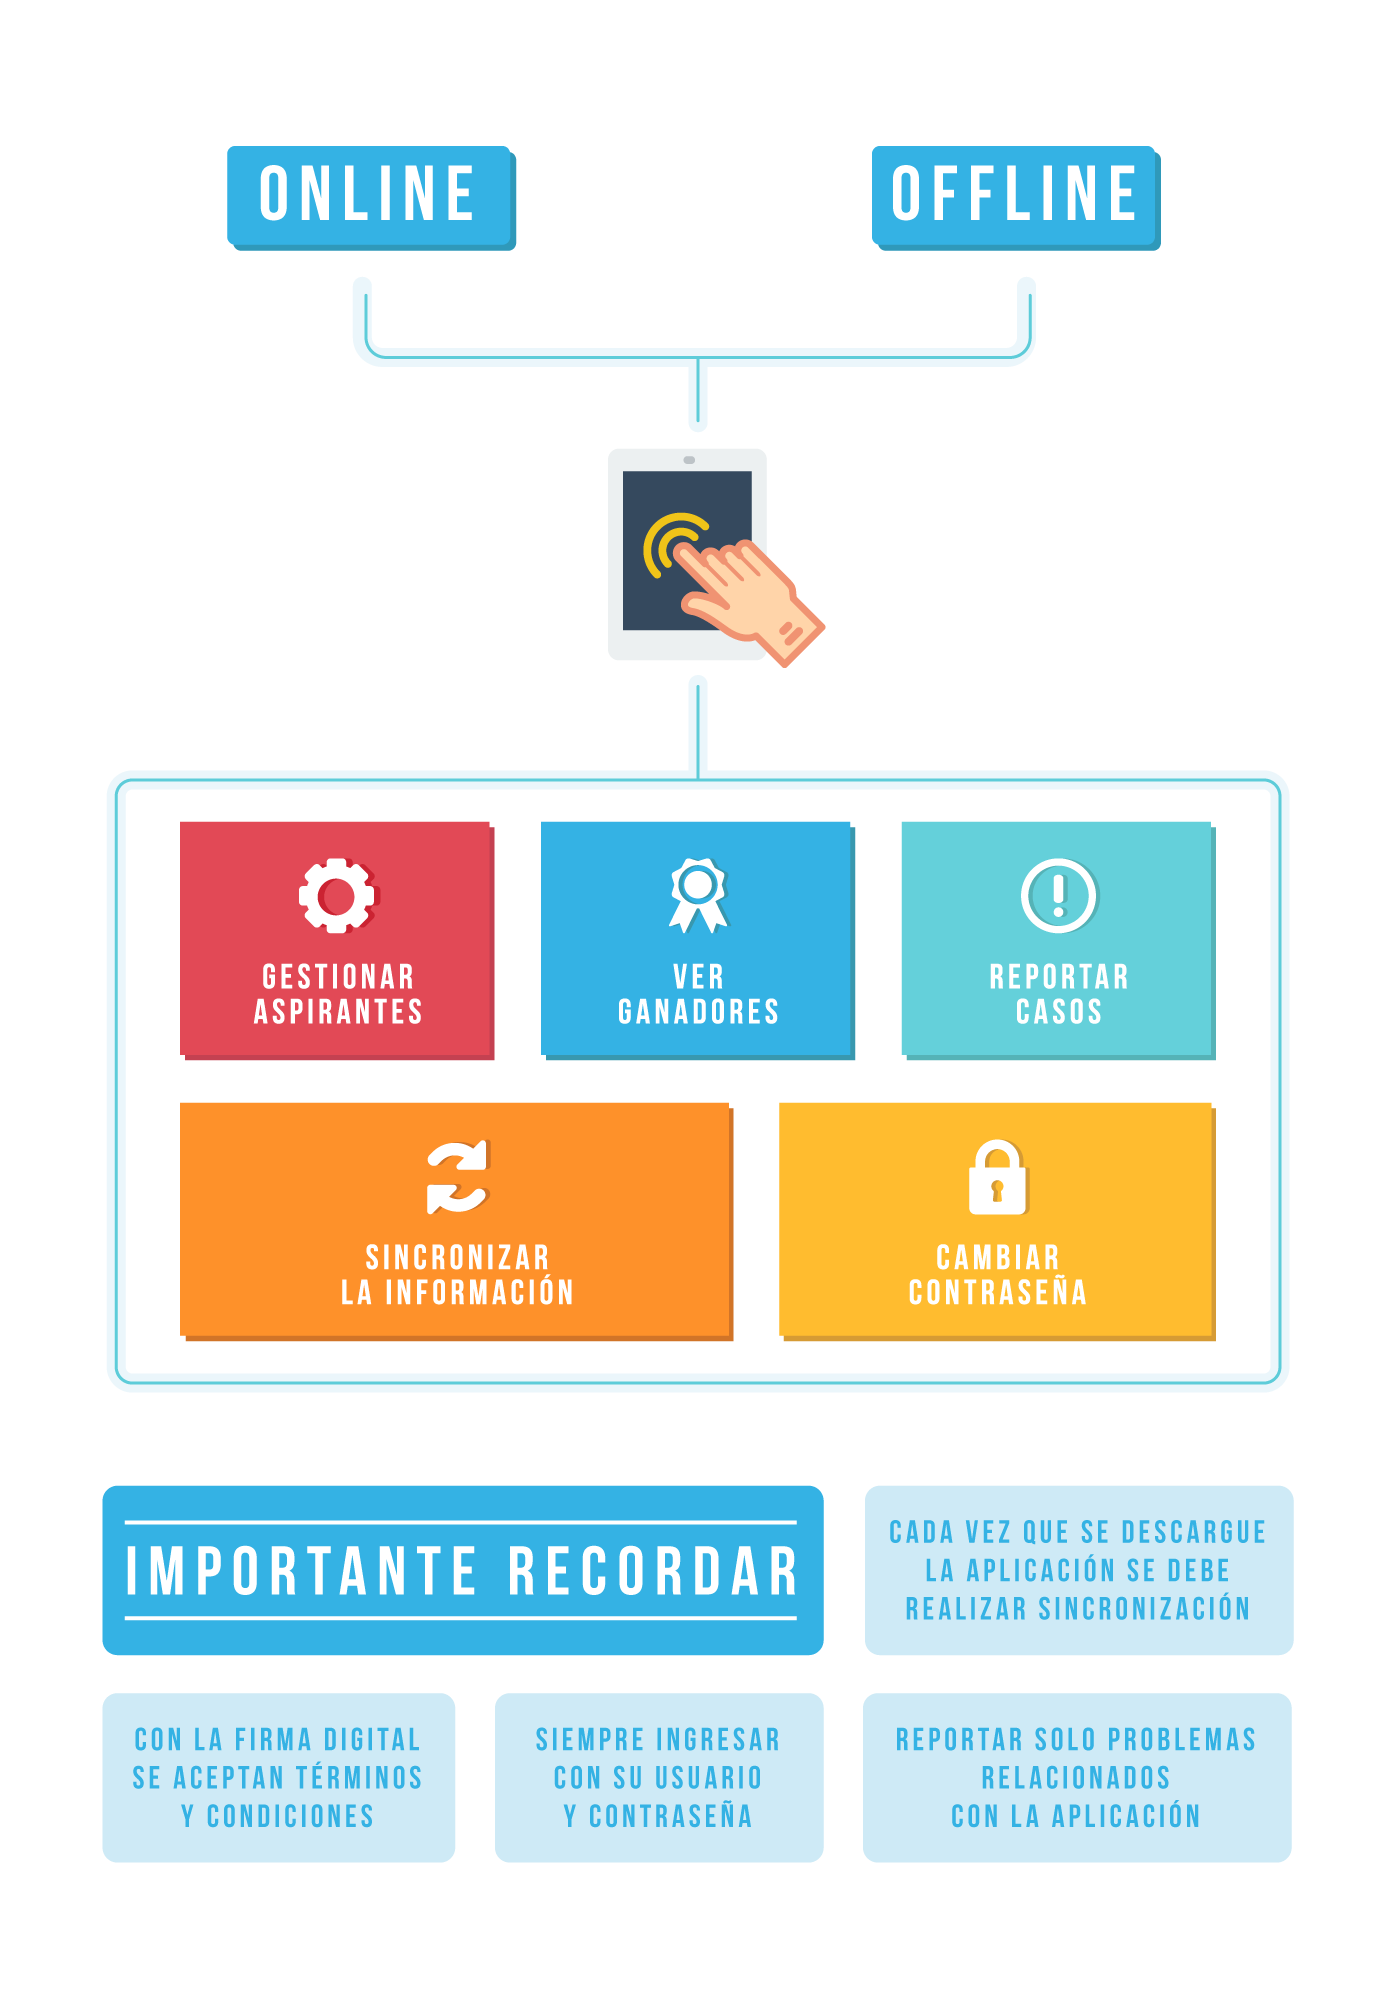 ONLINE
OFFLINE
GESTIONAR
ASPIRANTES
VER
GANADORES
REPORTAR
CASOS
SINCRONIZAR
LA INFORMACIÓN
CAMBIAR
CONTRASEÑA
IMPORTANTE RECORDAR
CADA VEZ QUE SE DESCARGUE
LA APLICACIÓN SE DEBE
REALIZAR SINCRONIZACIÓN
CON LA FIRMA DIGITAL
SE ACEPTAN TÉRMINOS
Y CONDICIONES
SIEMPRE INGRESAR
CON SU USUARIO
Y CONTRASEÑA
REPORTAR SOLO PROBLEMAS
RELACIONADOS
CON LA APLICACIÓN